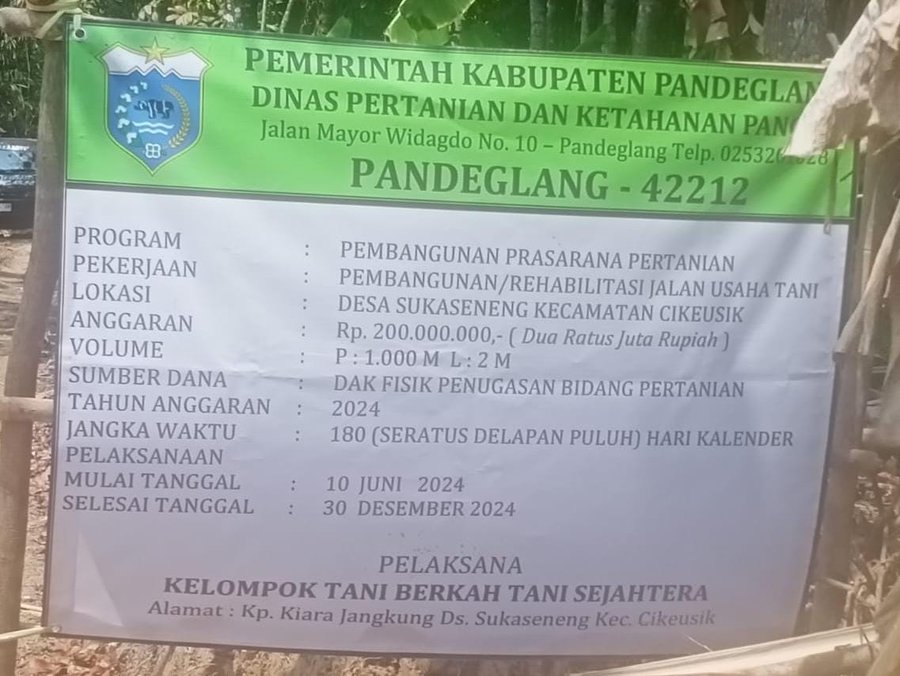 PEMERINTAH KABUPATEN PANDEGLAN
DINAS PERTANIAN DAN KETAHANAN
Jalan Mayor Widagdo No. 10 – Pandeglang Telp.
PANDEGLANG - 42212
PROGRAM : PEMBANGUNAN PRASARANA PERTANIAN
PEKERJAAN : PEMBANGUNAN/REHABILITASI JALAN USAHA TANI
LOKASI : DESA SUKASENENG KECAMATAN CIKEUSIK
ANGGARAN : Rp. 200.000.000,- ( Dua Ratus Juta Rupiah )
VOLUME : P : 1.000 M L : 2 M
SUMBER DANA : DAK FISIK PENUGASAN BIDANG PERTANIAN
TAHUN ANGGARAN : 2024
JANGKA WAKTU : 180 (SERATUS DELAPAN PULUH) HARI KALENDER
PELAKSANAAN
MULAI TANGGAL : 10 JUNI 2024
SELESAI TANGGAL : 30 DESEMBER 2024
PELAKSANA
KELOMPOK TANI BERKAH TANI SEJAHTERA
Alamat : Kp. Kiara Jangkung Ds. Sukaseneng Kec. Cikeusik